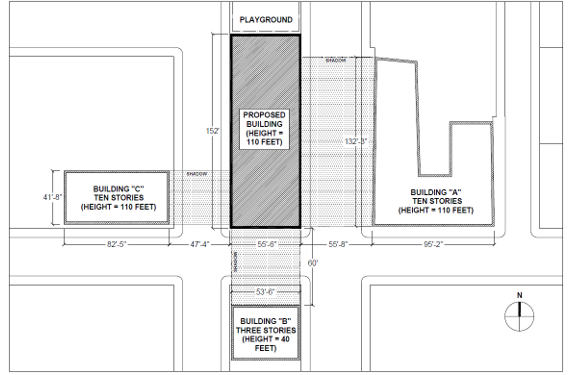 PLAYGROUND
SHADOW
PROPOSED
BUILDING
(HEIGHT =
110 FEET)
152'
132'-3"
SHADOW
41'-8"
BUILDING "C"
TEN STORIES
(HEIGHT = 110 FEET)
BUILDING "A"
TEN STORIES
(HEIGHT = 110 FEET)
82'-5"
47'-4"
55'-6"
55'-8"
95'-2"
SHADOW
60'
53'-6"
N
BUILDING "B"
THREE STORIES
(HEIGHT = 40
FEET)